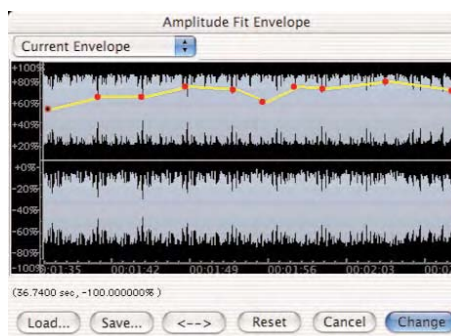 Amplitude Fit Envelope
Current Envelope
+100%
+80%
+60%
+40%
+20%
+0%
-20%
-40%
-60%
-80%
-100%
0:01:35 00:01:42 00:01:49 00:01:56 00:02:03
(36.7400 sec, -100.000000% )
Load... Save... <--> Reset Cancel Change